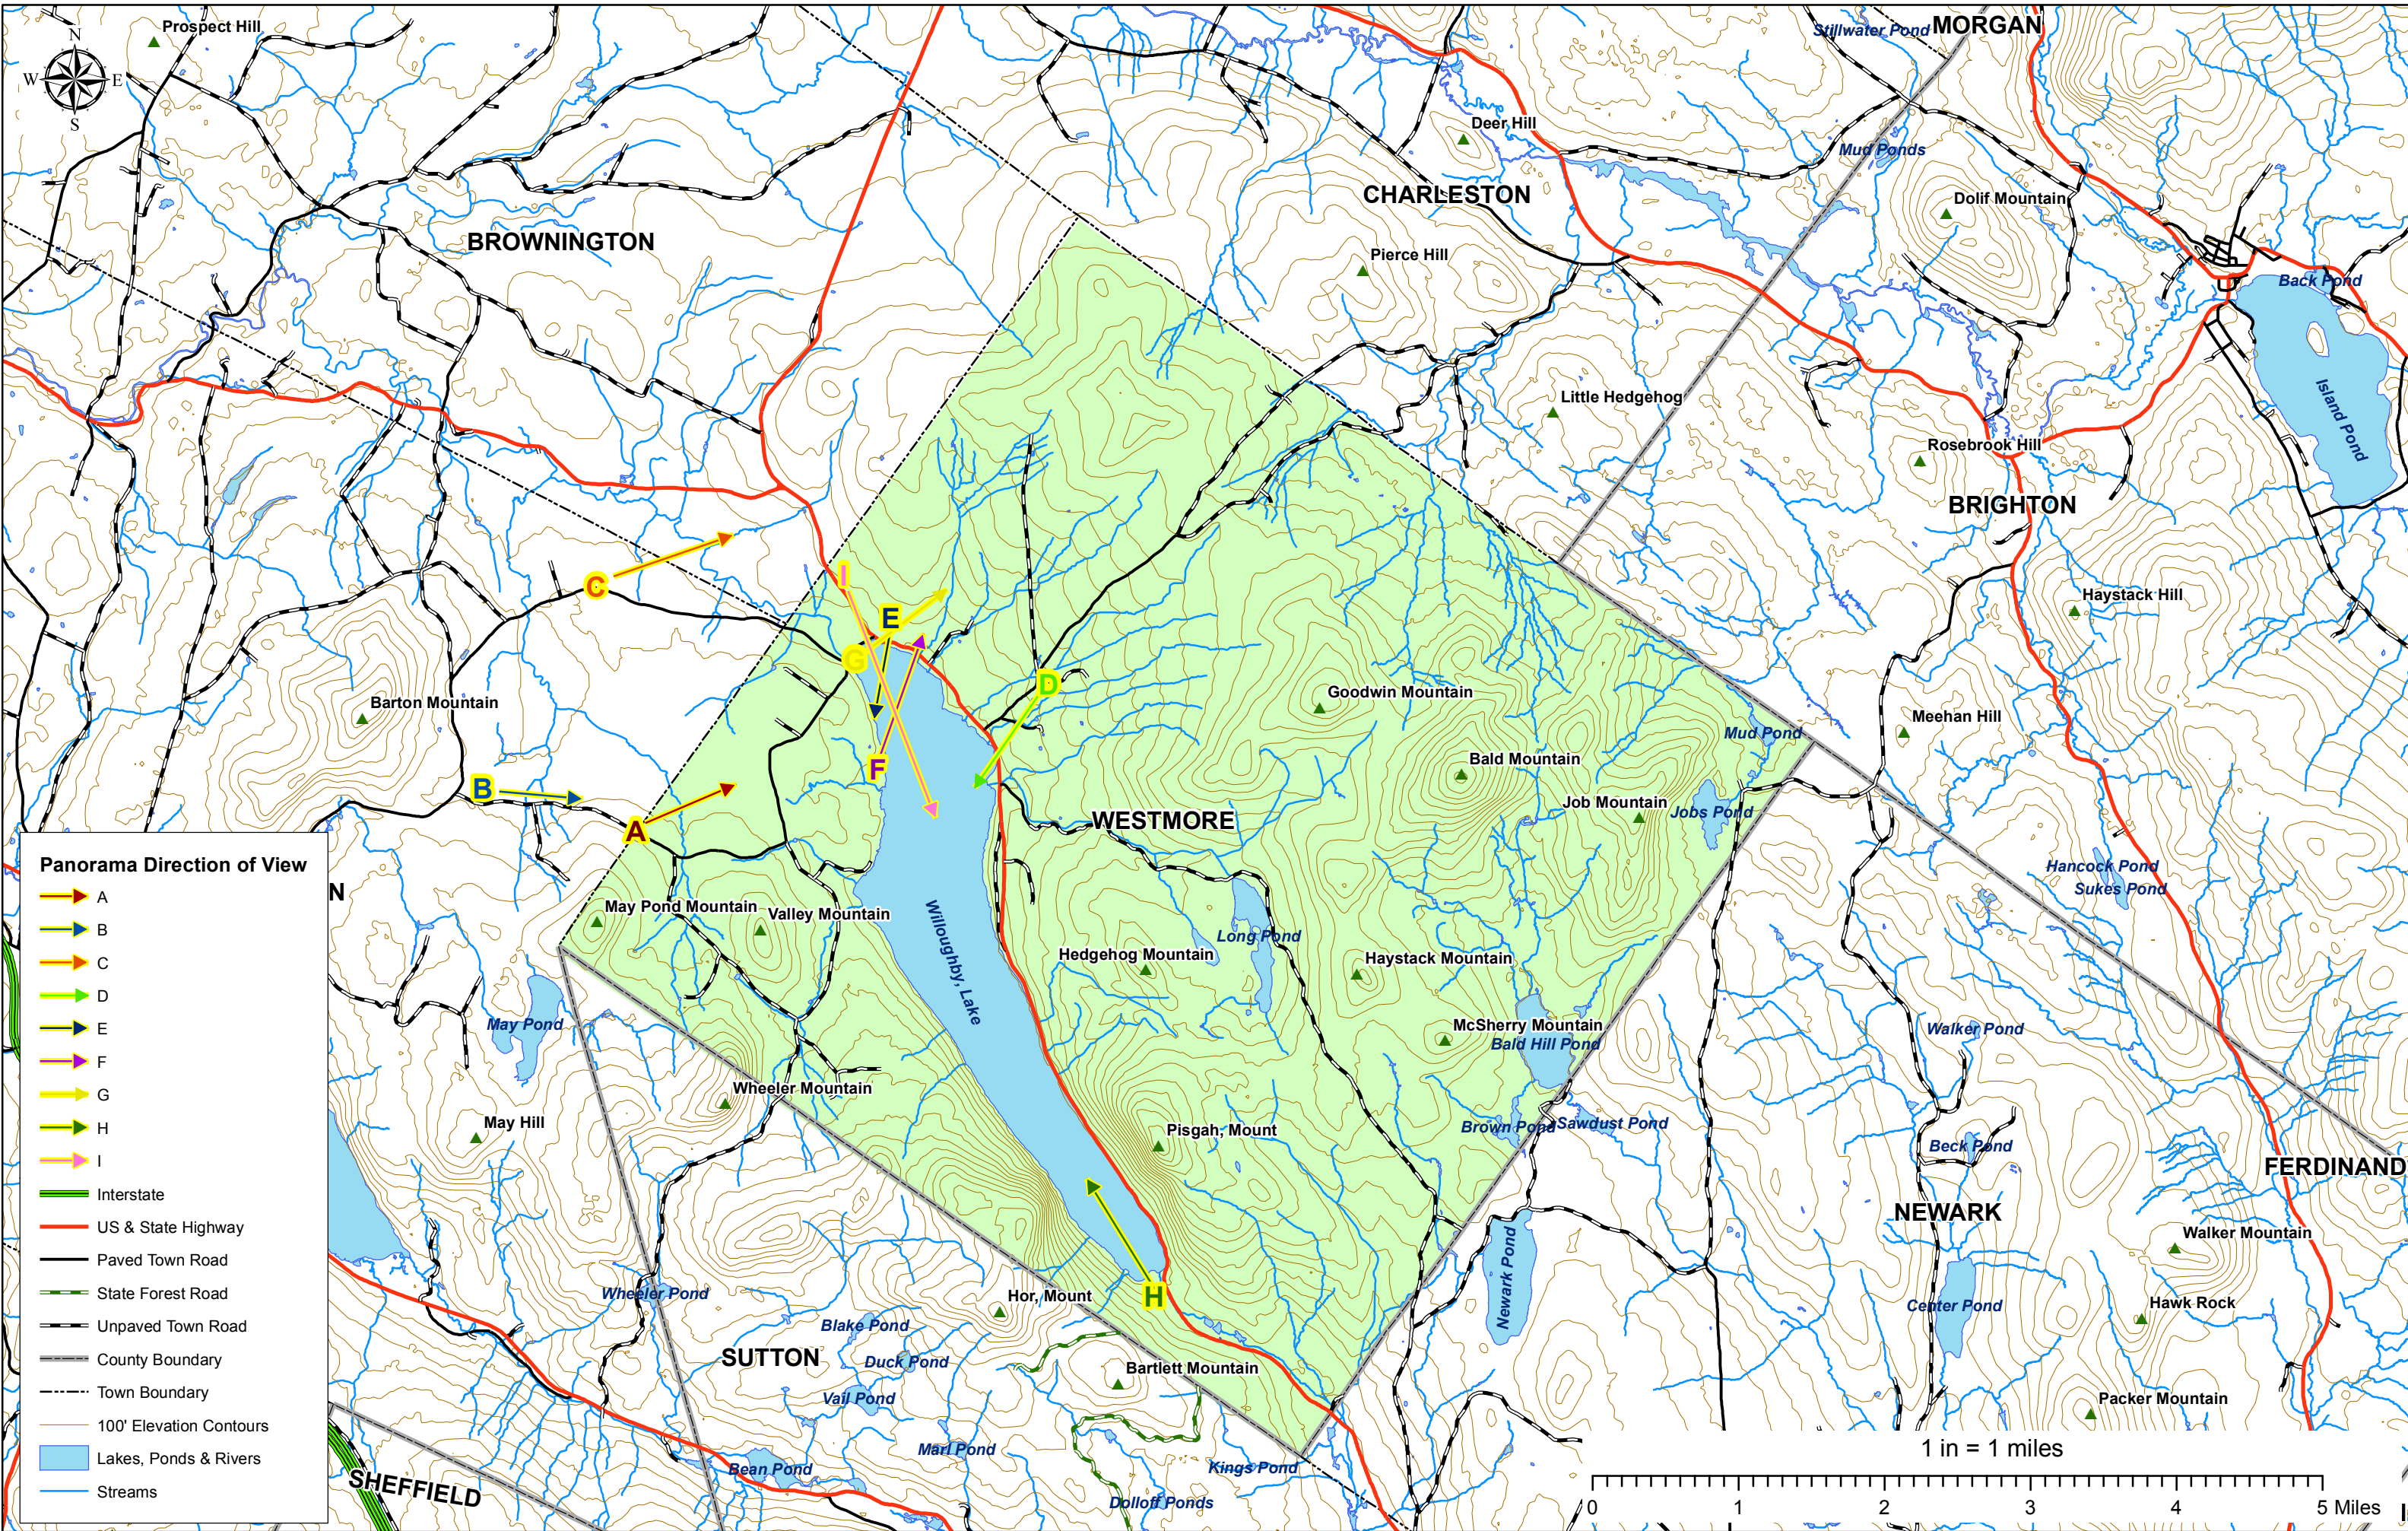 Prospect Hill
N
W
E
S
Stillwater Pond
MORGAN
Deer Hill
Mud Ponds
CHARLESTON
Dolif Mountain
BROWNINGTON
Pierce Hill
Back Pond
Little Hedgehog
Island Pond
Rosebrook Hill
BRIGHTON
C
I
E
G
Haystack Hill
D
Goodwin Mountain
Barton Mountain
Meehan Hill
Mud Pond
F
Bald Mountain
B
Job Mountain
Jobs Pond
A
WESTMORE
Hancock Pond
Sukes Pond
N
May Pond Mountain
Valley Mountain
Willoughby, Lake
Long Pond
Hedgehog Mountain
Haystack Mountain
May Pond
McSherry Mountain
Bald Hill Pond
Walker Pond
Wheeler Mountain
May Hill
Pisgah, Mount
Brown Pond
Sawdust Pond
Beck Pond
FERDINAND
NEWARK
Walker Mountain
Newark Pond
Wheeler Pond
Hor, Mount
H
Center Pond
Hawk Rock
Blake Pond
SUTTON
Duck Pond
Bartlett Mountain
Vail Pond
Packer Mountain
Marl Pond
Bean Pond
Kings Pond
SHEFFIELD
Dolloff Ponds
Panorama Direction of View
A
B
C
D
E
F
G
H
I
Interstate
US & State Highway
Paved Town Road
State Forest Road
Unpaved Town Road
County Boundary
Town Boundary
100' Elevation Contours
Lakes, Ponds & Rivers
Streams
1 in = 1 miles
0 1 2 3 4 5 Miles